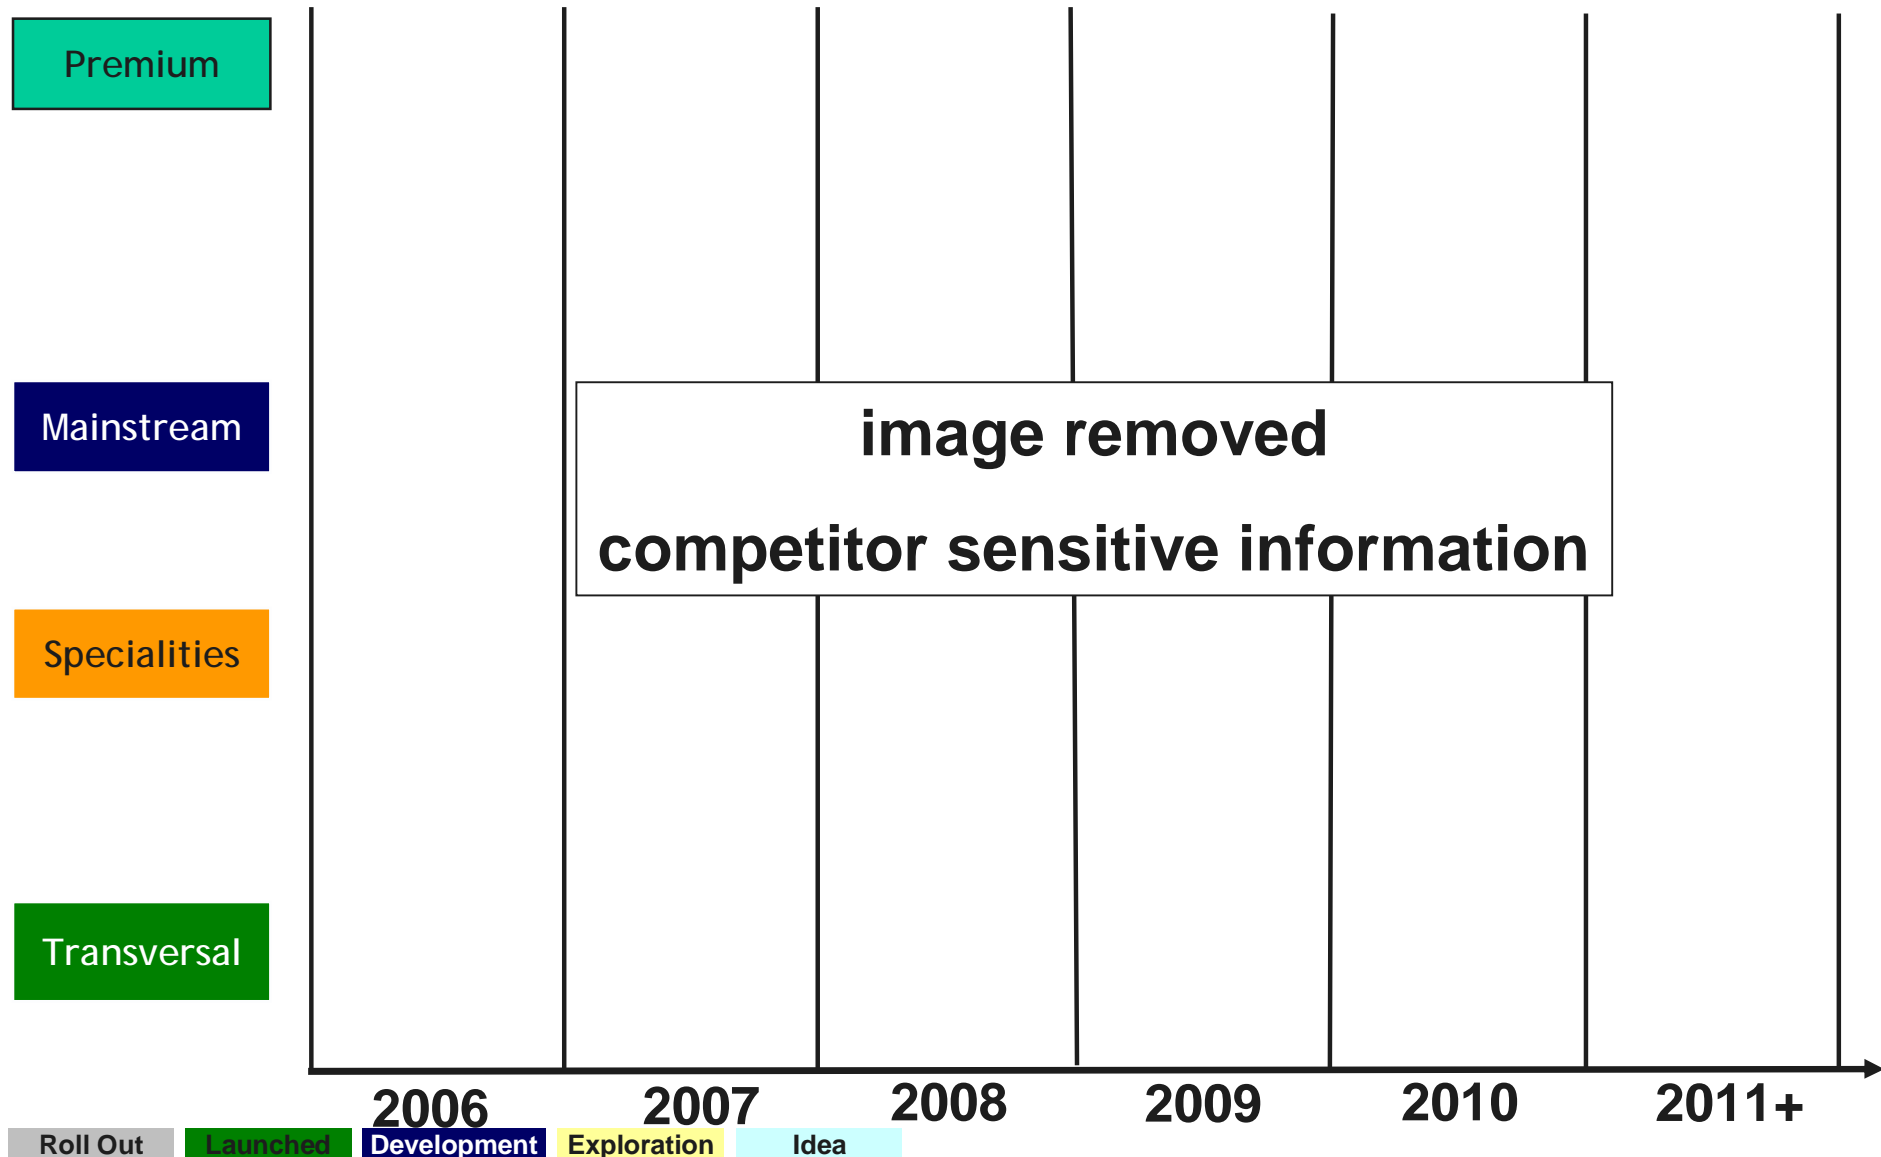 Premium
Mainstream
image removed
competitor sensitive information
Specialities
Transversal
2006 2007 2008 2009 2010 2011+
Roll Out Launched Development Exploration Idea